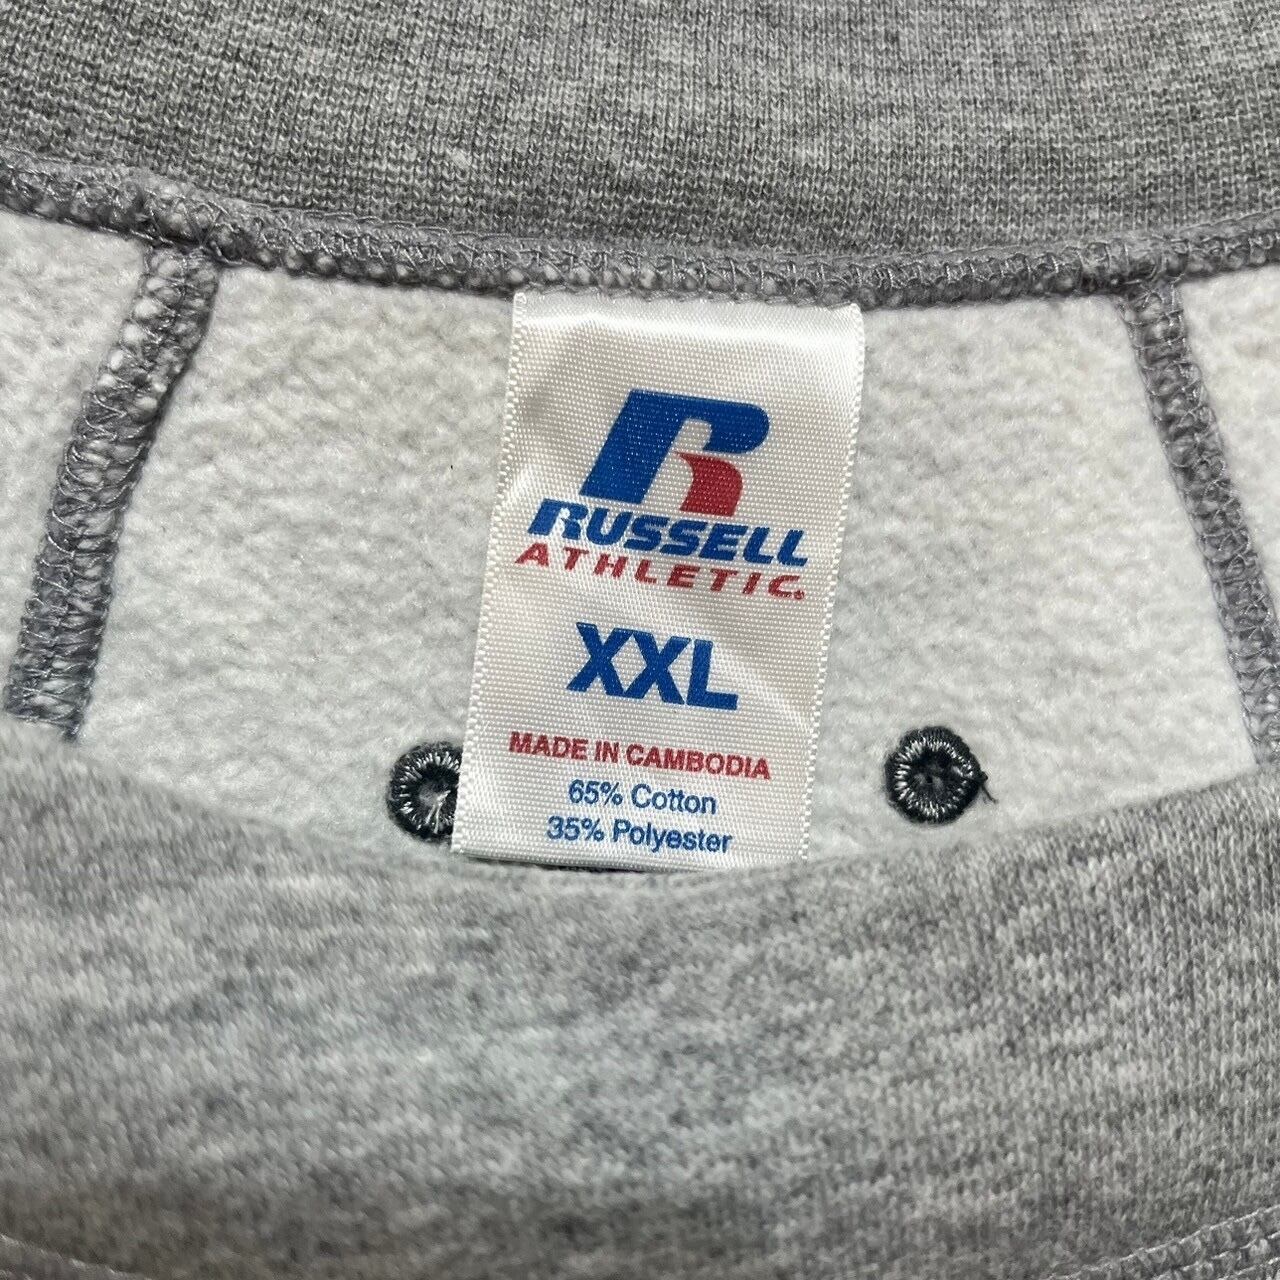 R
RUSSELL
ATHLETIC.
XXL
MADE IN CAMBODIA
65% Cotton
35% Polyester